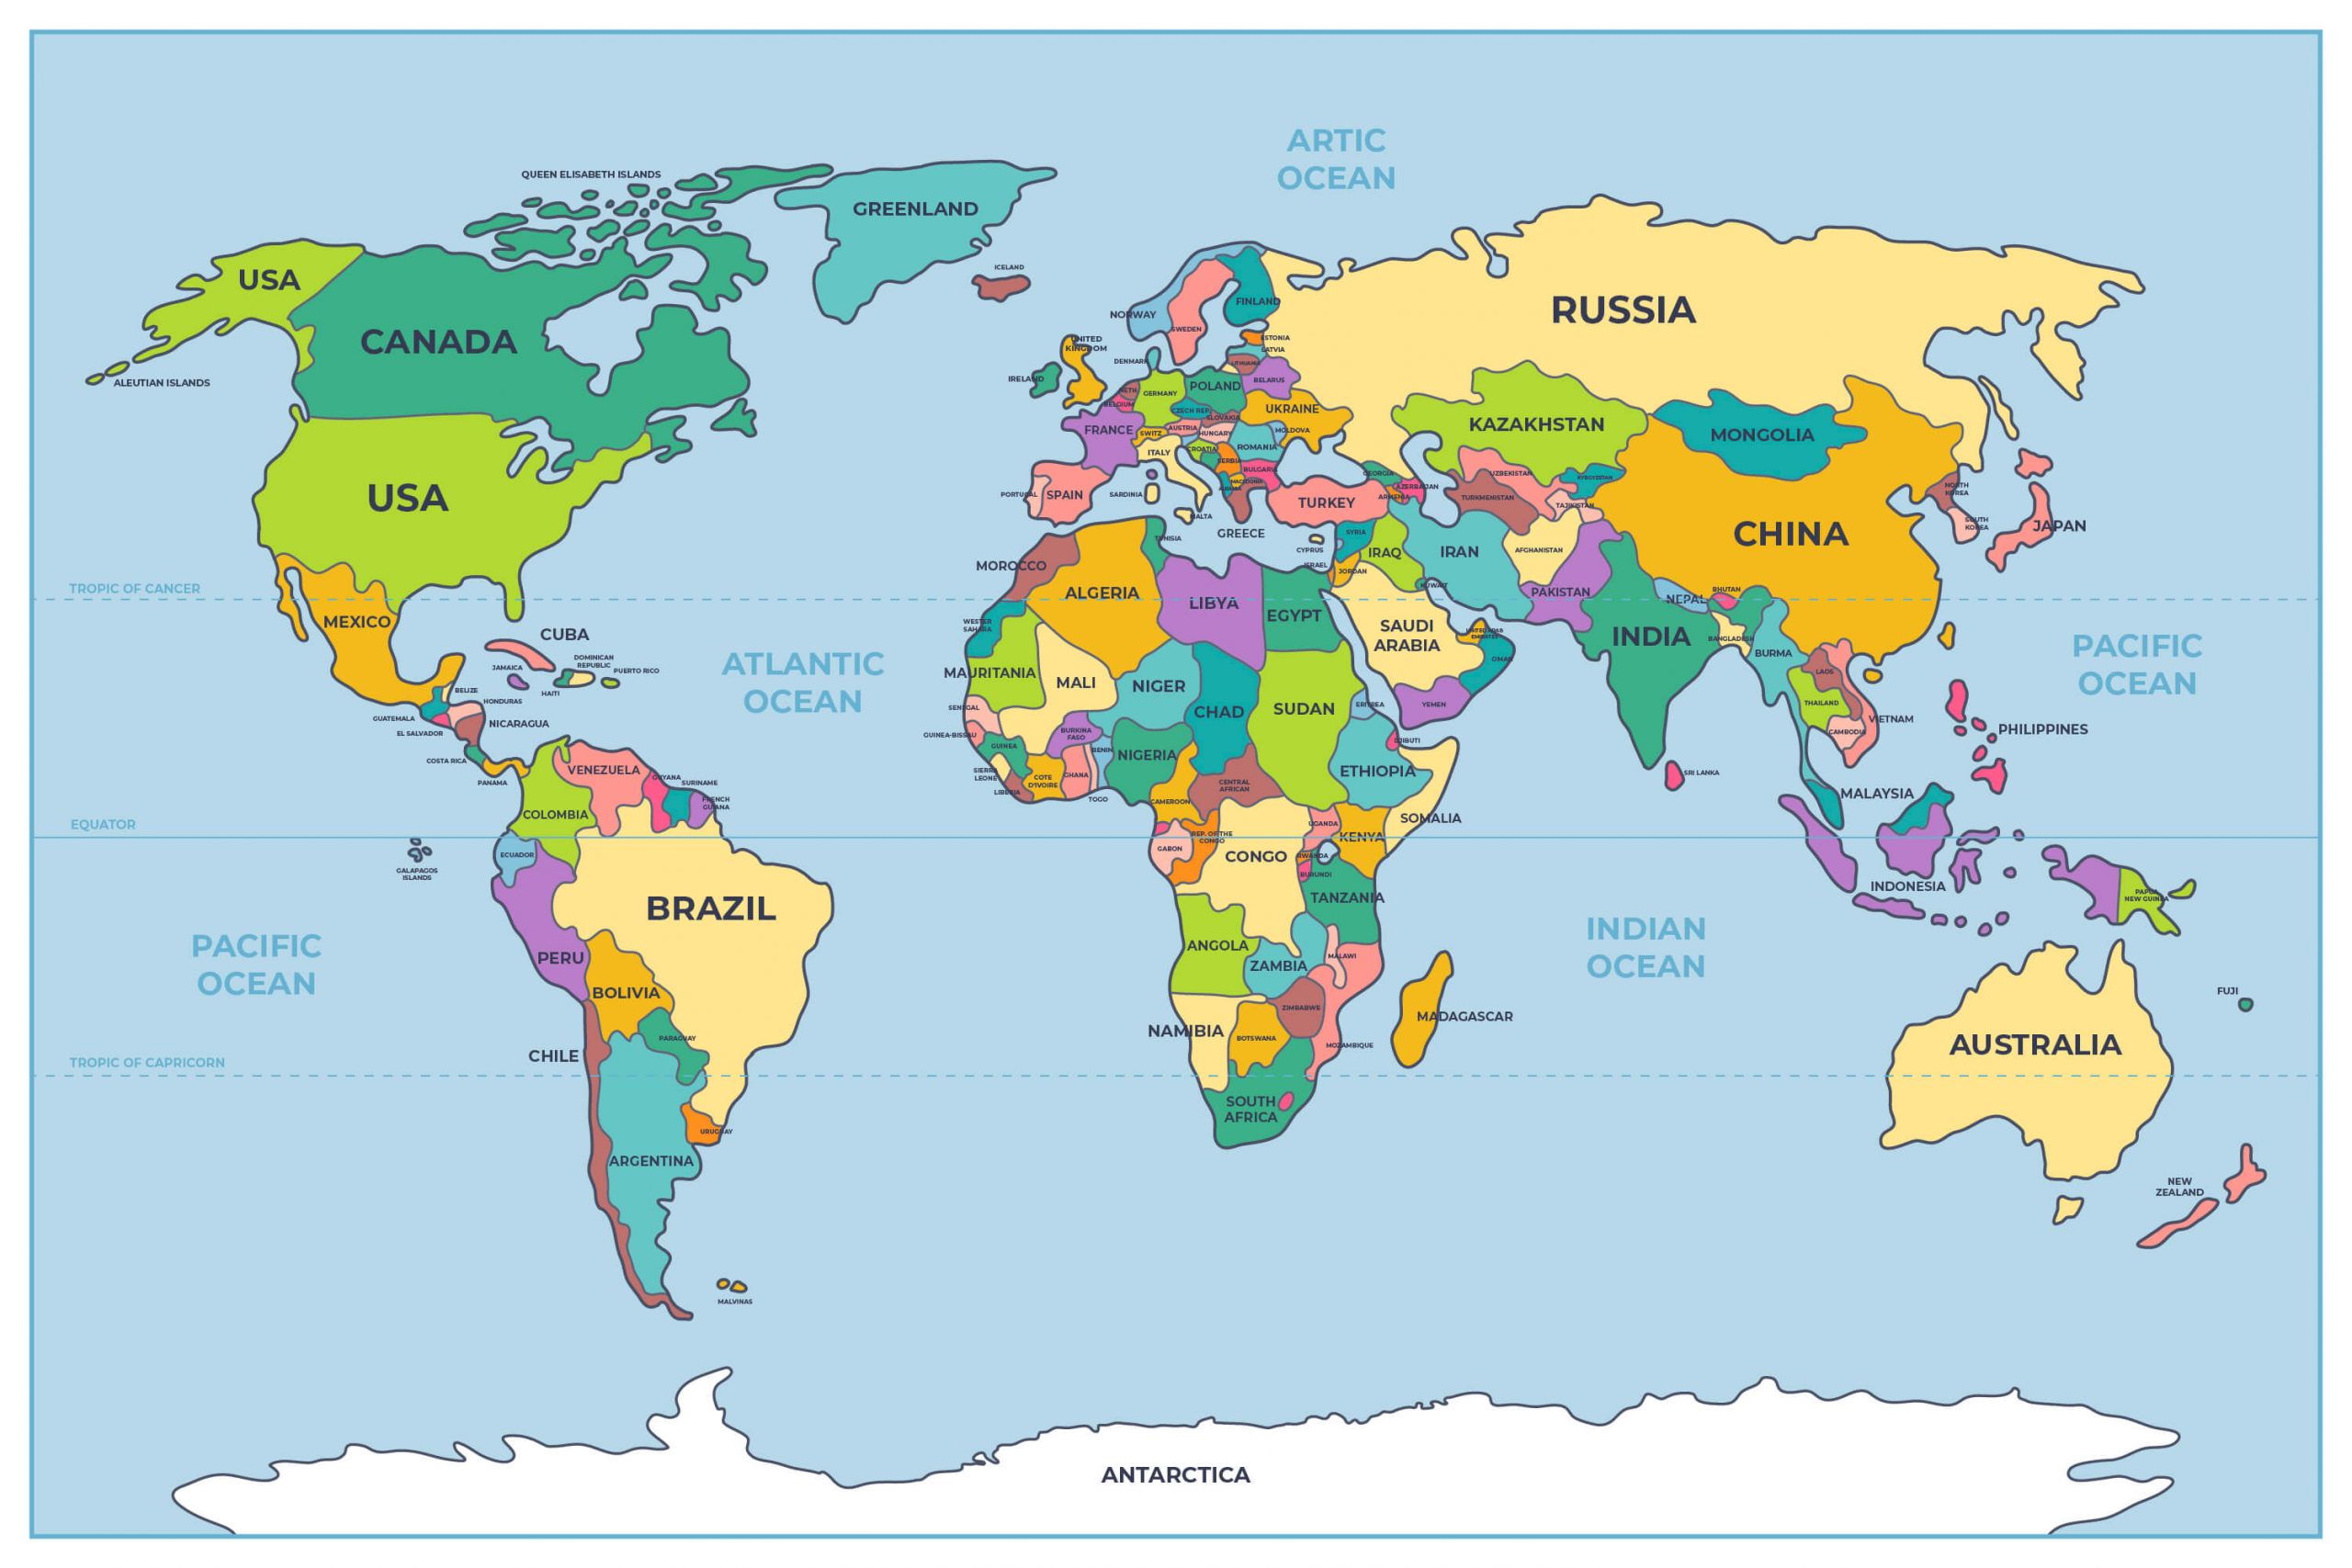 ARTIC
OCEAN
QUEEN ELISABETH ISLANDS
GREENLAND
ICELAND
USA
CANADA
ALEUTIAN ISLANDS
RUSSIA
NORWAY
FINLAND
SWEDEN
ESTONIA
LATVIA
LITHUANIA
UNITED
KINGDOM
DENMARK
IRELAND
NETH.
BELGIUM
GERMANY
POLAND
BELARUS
CZECH REP.
SLOVAKIA
UKRAINE
FRANCE
SWITZ.
AUSTRIA
HUNGARY
MOLDOVA
CROATIA
ROMANIA
ITALY
SERBIA
BULGARIA
MACEDONIA
PORTUGAL
SPAIN
SARDINIA
MALTA
GREECE
TURKEY
GEORGIA
ARMENIA
AZERBAIJAN
KAZAKHSTAN
UZBEKISTAN
TURKMENISTAN
KYRGYZSTAN
TAJIKISTAN
MONGOLIA
CHINA
NORTH
KOREA
SOUTH
KOREA
JAPAN
USA
MEXICO
CUBA
JAMAICA
HAITI
DOMINICAN
REPUBLIC
PUERTO RICO
BELIZE
HONDURAS
GUATEMALA
EL SALVADOR
NICARAGUA
COSTA RICA
PANAMA
TROPIC OF CANCER
ATLANTIC
OCEAN
MOROCCO
ALGERIA
TUNISIA
LIBYA
EGYPT
WESTER
SAHARA
MAURITANIA
MALI
NIGER
CHAD
SUDAN
ERITREA
DJIBUTI
SENEGAL
GUINEA-BISSAU
GUINEA
SIERRA
LEONE
LIBERIA
COTE
D'IVOIRE
BURKINA
FASO
GHANA
TOGO
BENIN
NIGERIA
CAMEROON
CENTRAL
AFRICAN
ETHIOPIA
SOMALIA
CYPRUS
SYRIA
ISRAEL
JORDAN
IRAQ
IRAN
KUWAIT
SAUDI
ARABIA
UNITED ARAB
EMIRATES
OMAN
YEMEN
AFGHANISTAN
PAKISTAN
INDIA
NEPAL
BHUTAN
BANGLADESH
BURMA
LAOS
THAILAND
VIETNAM
CAMBODIA
SRI LANKA
MALAYSIA
PHILIPPINES
PACIFIC
OCEAN
EQUATOR
GALAPAGOS
ISLANDS
COLOMBIA
VENEZUELA
GUYANA
SURINAME
FRENCH
GUIANA
ECUADOR
PERU
BRAZIL
BOLIVIA
PARAGUAY
CHILE
ARGENTINA
URUGUAY
MALVINAS
PACIFIC
OCEAN
TROPIC OF CAPRICORN
GABON
REP. OF THE
CONGO
CONGO
UGANDA
KENYA
RWANDA
BURUNDI
TANZANIA
ANGOLA
ZAMBIA
MALAWI
ZIMBABWE
NAMIBIA
BOTSWANA
MOZAMBIQUE
MADAGASCAR
SOUTH
AFRICA
INDIAN
OCEAN
INDONESIA
PAPUA
NEW GUINEA
AUSTRALIA
FUJI
NEW
ZEALAND
ANTARCTICA